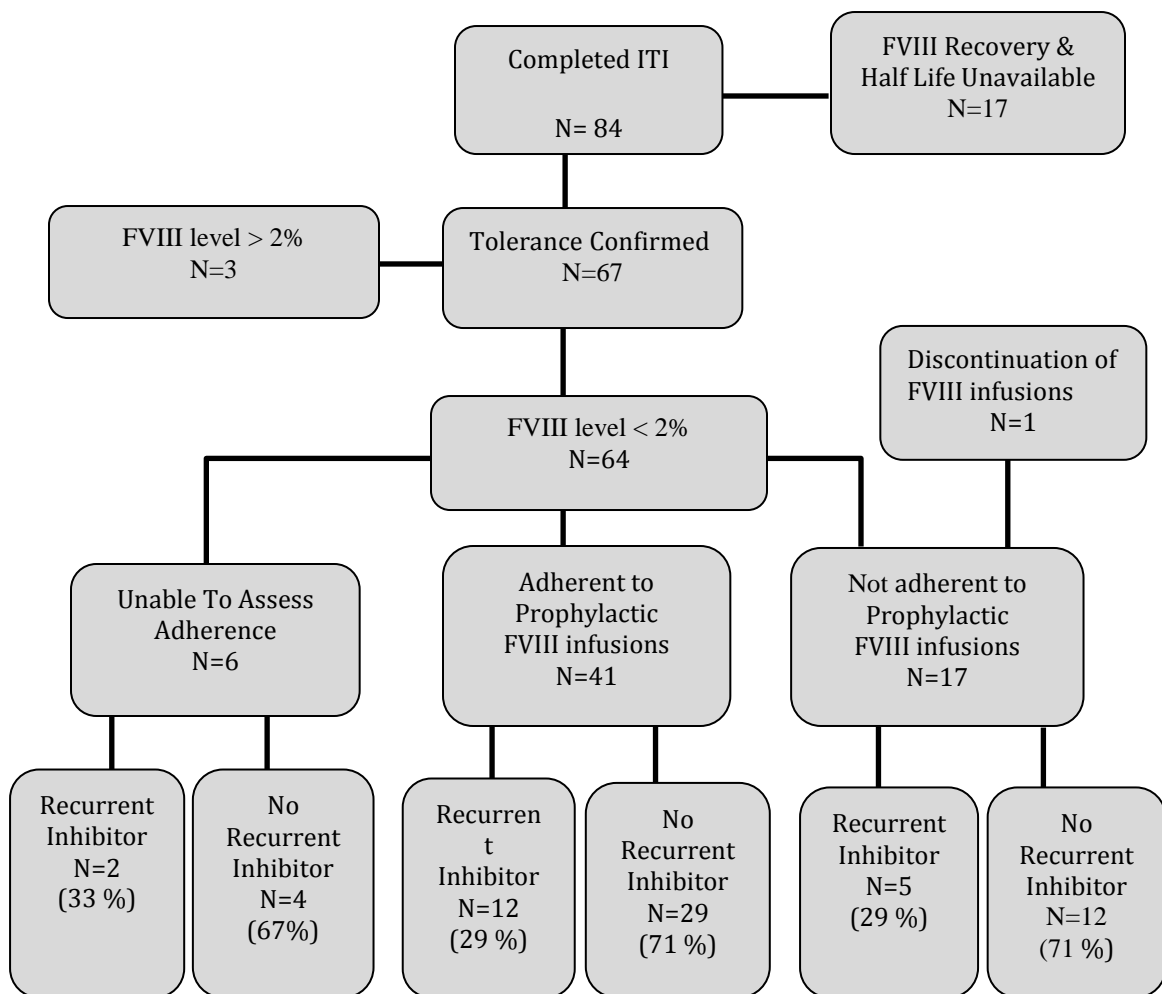 Completed ITI
N= 84
FVIII Recovery &
Half Life Unavailable
N=17
FVIII level > 2%
N=3
Tolerance Confirmed
N=67
Discontinuation of
FVIII infusions
N=1
FVIII level < 2%
N=64
Unable To Assess
Adherence
N=6
Adherent to
Prophylactic
FVIII infusions
N=41
Not adherent to
Prophylactic
FVIII infusions
N=17
Recurrent
Inhibitor
N=2
(33 %)
No
Recurrent
Inhibitor
N=4
(67%)
Recurren
t
Inhibitor
N=12
(29 %)
No
Recurrent
Inhibitor
N=29
(71 %)
Recurrent
Inhibitor
N=5
(29 %)
No
Recurrent
Inhibitor
N=12
(71 %)